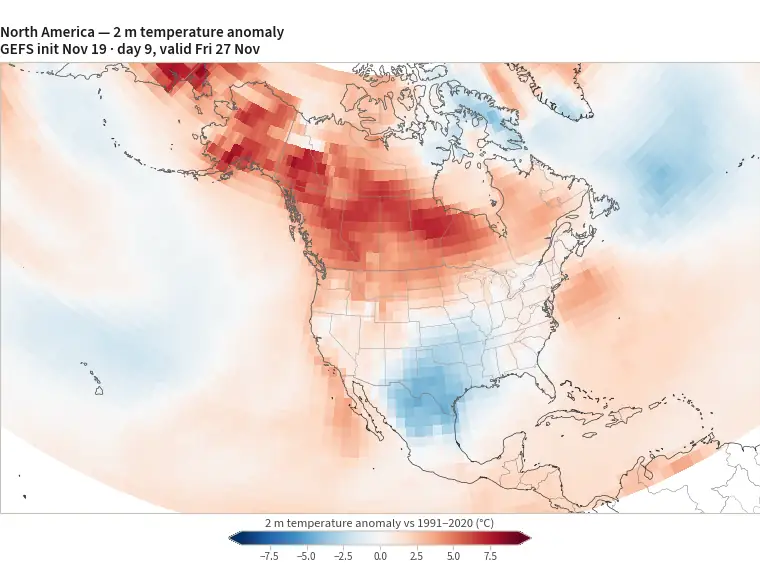 North America — 2 m temperature anomaly
GEFS init Nov 19 · day 9, valid Fri 27 Nov
2 m temperature anomaly vs 1991–2020 (°C)
−7.5 −5.0 −2.5 0.0 2.5 5.0 7.5